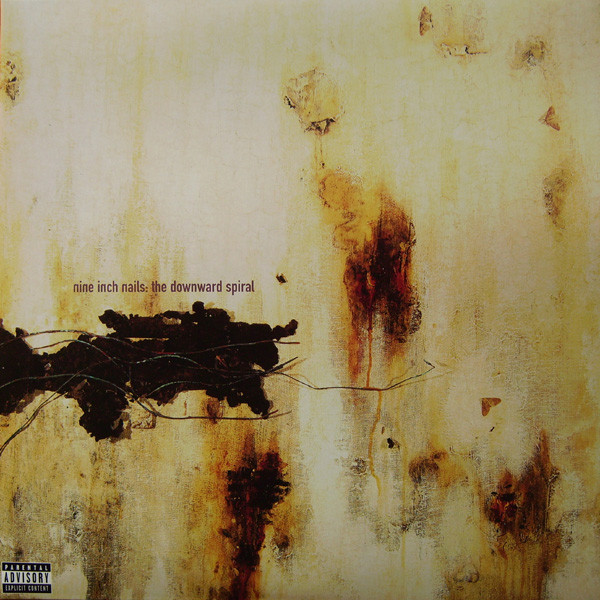 nine inch nails: the downward spiral
PARENTAL
ADVISORY
EXPLICIT CONTENT